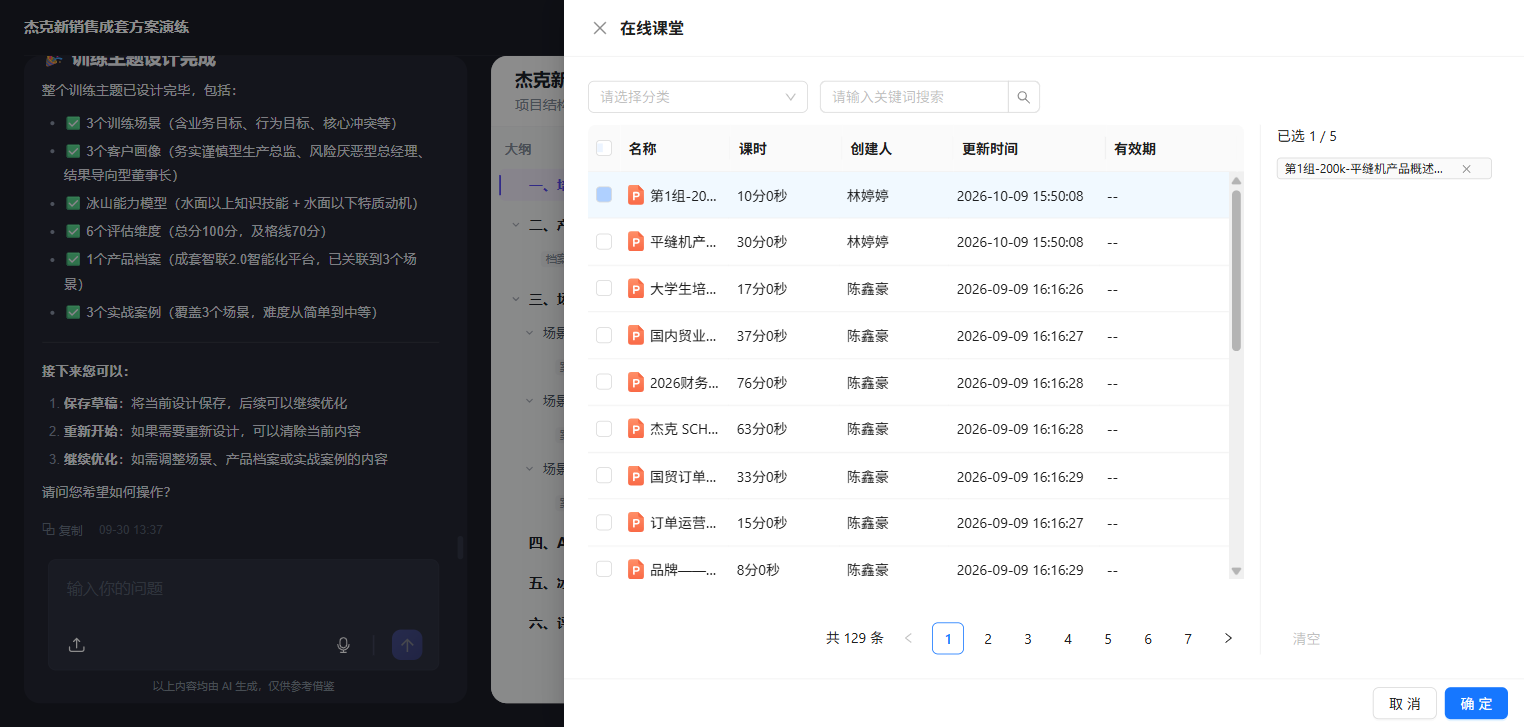 杰克新销售成套方案演练
训练主题设计完成
整个训练主题已设计完毕，包括：
3个训练场景（含业务目标、行为目标、核心冲突等）
3个客户画像（务实谨慎型生产总监、风险厌恶型总经理、
结果导向型董事长）
冰山能力模型（水面以上知识技能 + 水面以下特质动机）
6个评估维度（总分100分，及格线70分）
1个产品档案（成套智联2.0智能化平台，已关联到3个场
景）
3个实战案例（覆盖3个场景，难度从简单到中等）
接下来您可以：
1. 保存草稿：将当前设计保存，后续可以继续优化
2. 重新开始：如果需要重新设计，可以清除当前内容
3. 继续优化：如需调整场景、产品档案或实战案例的内容
请问您希望如何操作？
复制 09-30 13:37
输入你的问题
以上内容均由 AI 生成，仅供参考借鉴
杰克新
项目结构
大纲
一、
二、产
档案
三、场
场景
场景
场景
四、A
五、冰
六、评
在线课堂
请选择分类
请输入关键词搜索
名称 课时 创建人 更新时间 有效期
第1组-20... 10分0秒 林婷婷 2026-10-09 15:50:08 --
平缝机产... 30分0秒 林婷婷 2026-10-09 15:50:08 --
大学生培... 17分0秒 陈鑫豪 2026-09-09 16:16:26 --
国内贸业... 37分0秒 陈鑫豪 2026-09-09 16:16:27 --
2026财务... 76分0秒 陈鑫豪 2026-09-09 16:16:28 --
杰克 SCH... 63分0秒 陈鑫豪 2026-09-09 16:16:28 --
国贸订单... 33分0秒 陈鑫豪 2026-09-09 16:16:29 --
订单运营... 15分0秒 陈鑫豪 2026-09-09 16:16:27 --
品牌——... 8分0秒 陈鑫豪 2026-09-09 16:16:29 --
共 129 条 1 2 3 4 5 6 7
已选 1 / 5
第1组-200k-平缝机产品概述...
清空
取 消
确 定